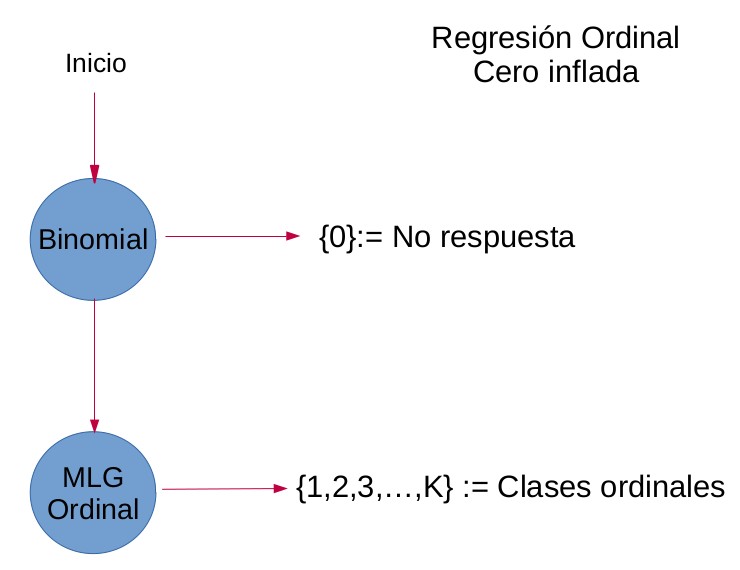 Regresión Ordinal
Cero inflada
Inicio
Binomial
{0}:= No respuesta
MLG
Ordinal
{1,2,3,...,K} := Clases ordinales